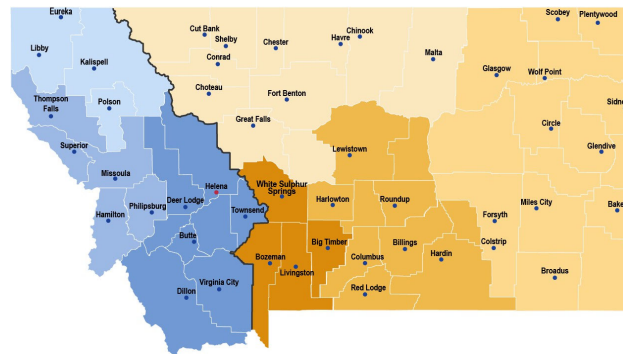 Eureka
Libby
Kalispell
Thompson
Falls
Polson
Superior
Missoula
Hamilton
Philipsburg
Deer Lodge
Helena
Townsend
Butte
Dillon
Virginia City
Cut Bank
Shelby
Conrad
Chester
Havre
Chinook
Malta
Choteau
Fort Benton
Great Falls
Scobey
Plentywood
Glasgow
Wolf Point
Sidne
Circle
Glendive
Lewistown
White Sulphur
Springs
Harlowton
Roundup
Bozeman
Livingston
Big Timber
Columbus
Billings
Red Lodge
Hardin
Forsyth
Colstrip
Miles City
Bake
Broadus